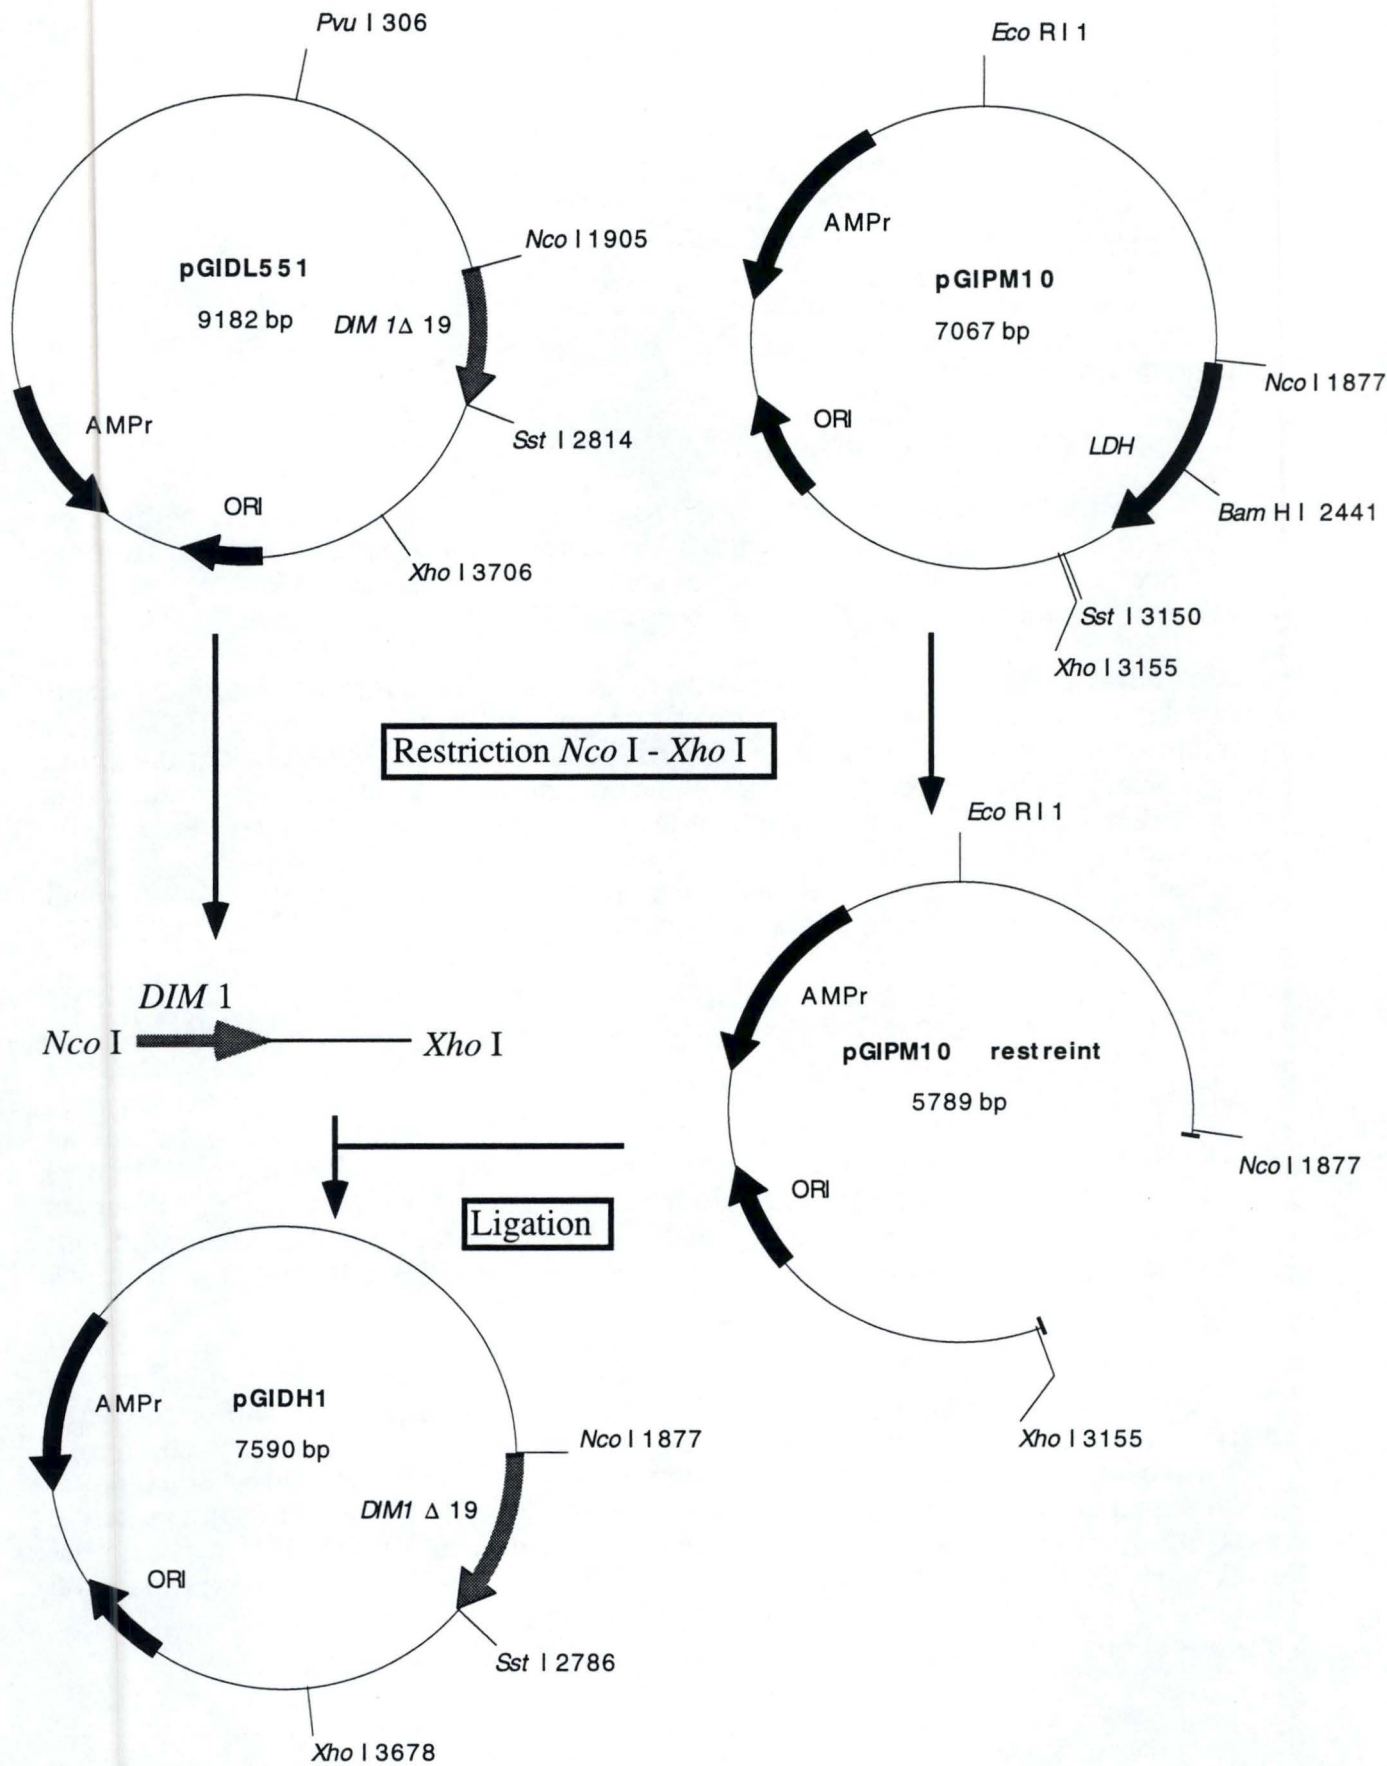 Pvu I 306
Nco I 1905
pGIDL551
9182 bp
DIM 1Δ 19
AMPr
Sst I 2814
ORI
Xho I 3706
Eco R I 1
AMPr
pGIPM10
7067 bp
Nco I 1877
ORI
LDH
Bam H I 2441
Sst I 3150
Xho I 3155
Restriction Nco I - Xho I
DIM 1
Nco I
Xho I
Eco R I 1
AMPr
pGIPM10 restreint
5789 bp
Nco I 1877
ORI
Xho I 3155
Ligation
AMPr
pGIDH1
7590 bp
Nco I 1877
DIM1 Δ 19
ORI
Sst I 2786
Xho I 3678